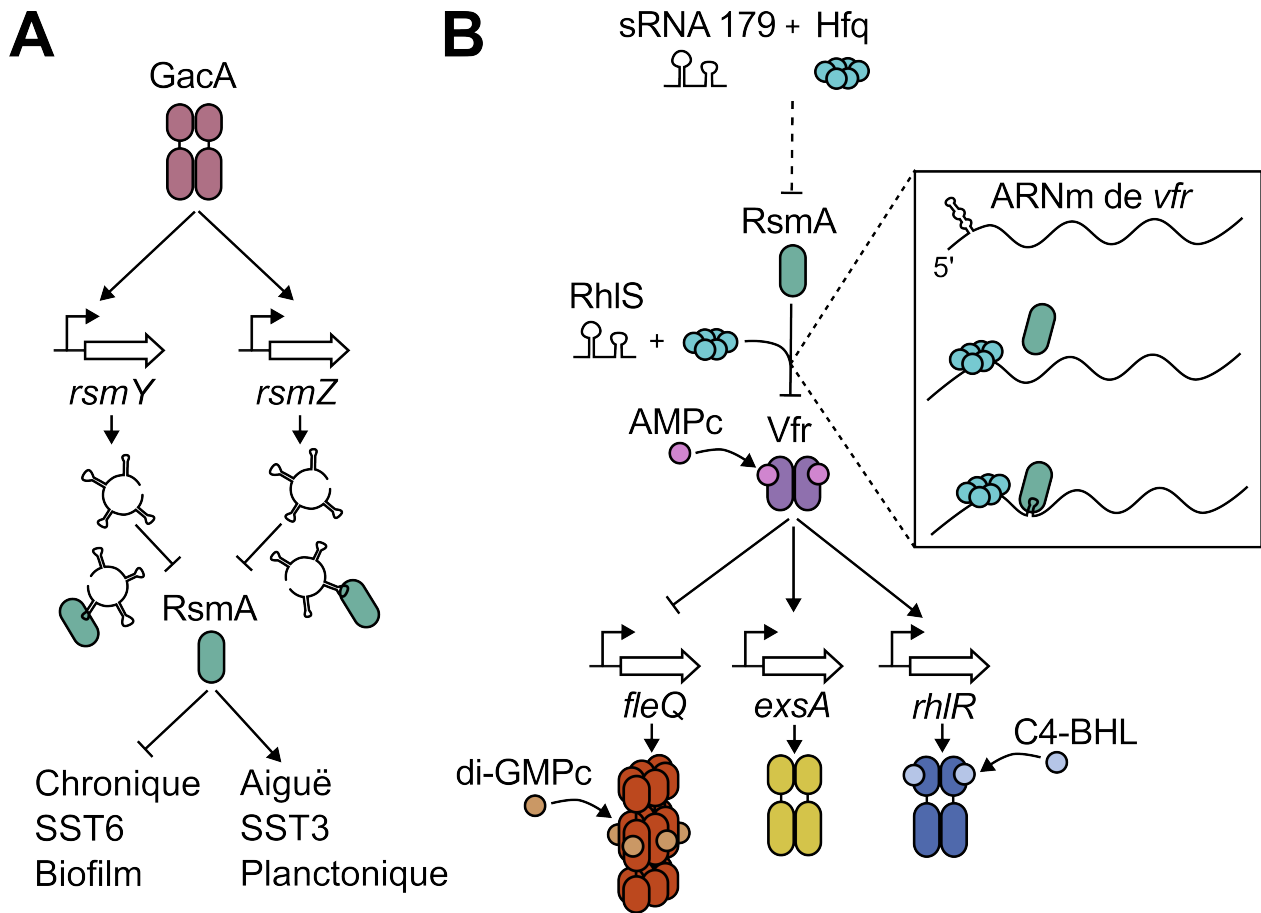 A
GacA
rsmY
rsmZ
RsmA
Chronique
SST6
Biofilm
Aiguë
SST3
Planctonique
B
sRNA 179 + Hfq
RsmA
RhlS
+
AMPc
Vfr
ARNm de vfr
5'
fleQ
exsA
rhlR
di-GMPc
C4-BHL